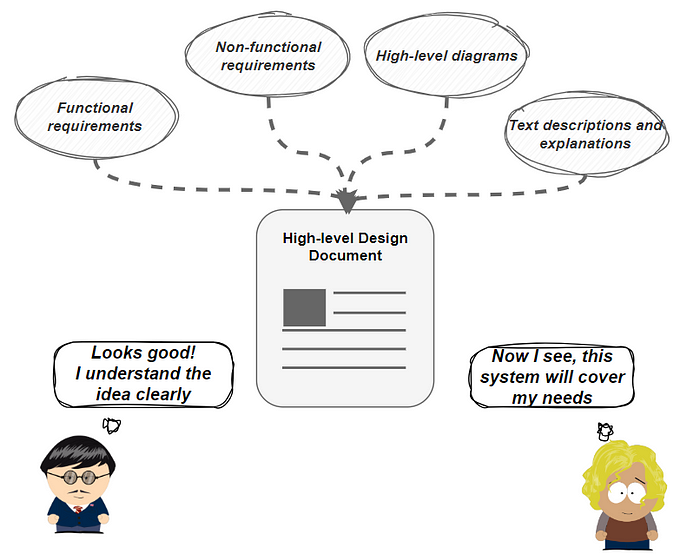 Non-functional
requirements
High-level diagrams
Functional
requirements
Text descriptions and
explanations
High-level Design
Document
Looks good!
I understand the
idea clearly
Now I see, this
system will cover
my needs